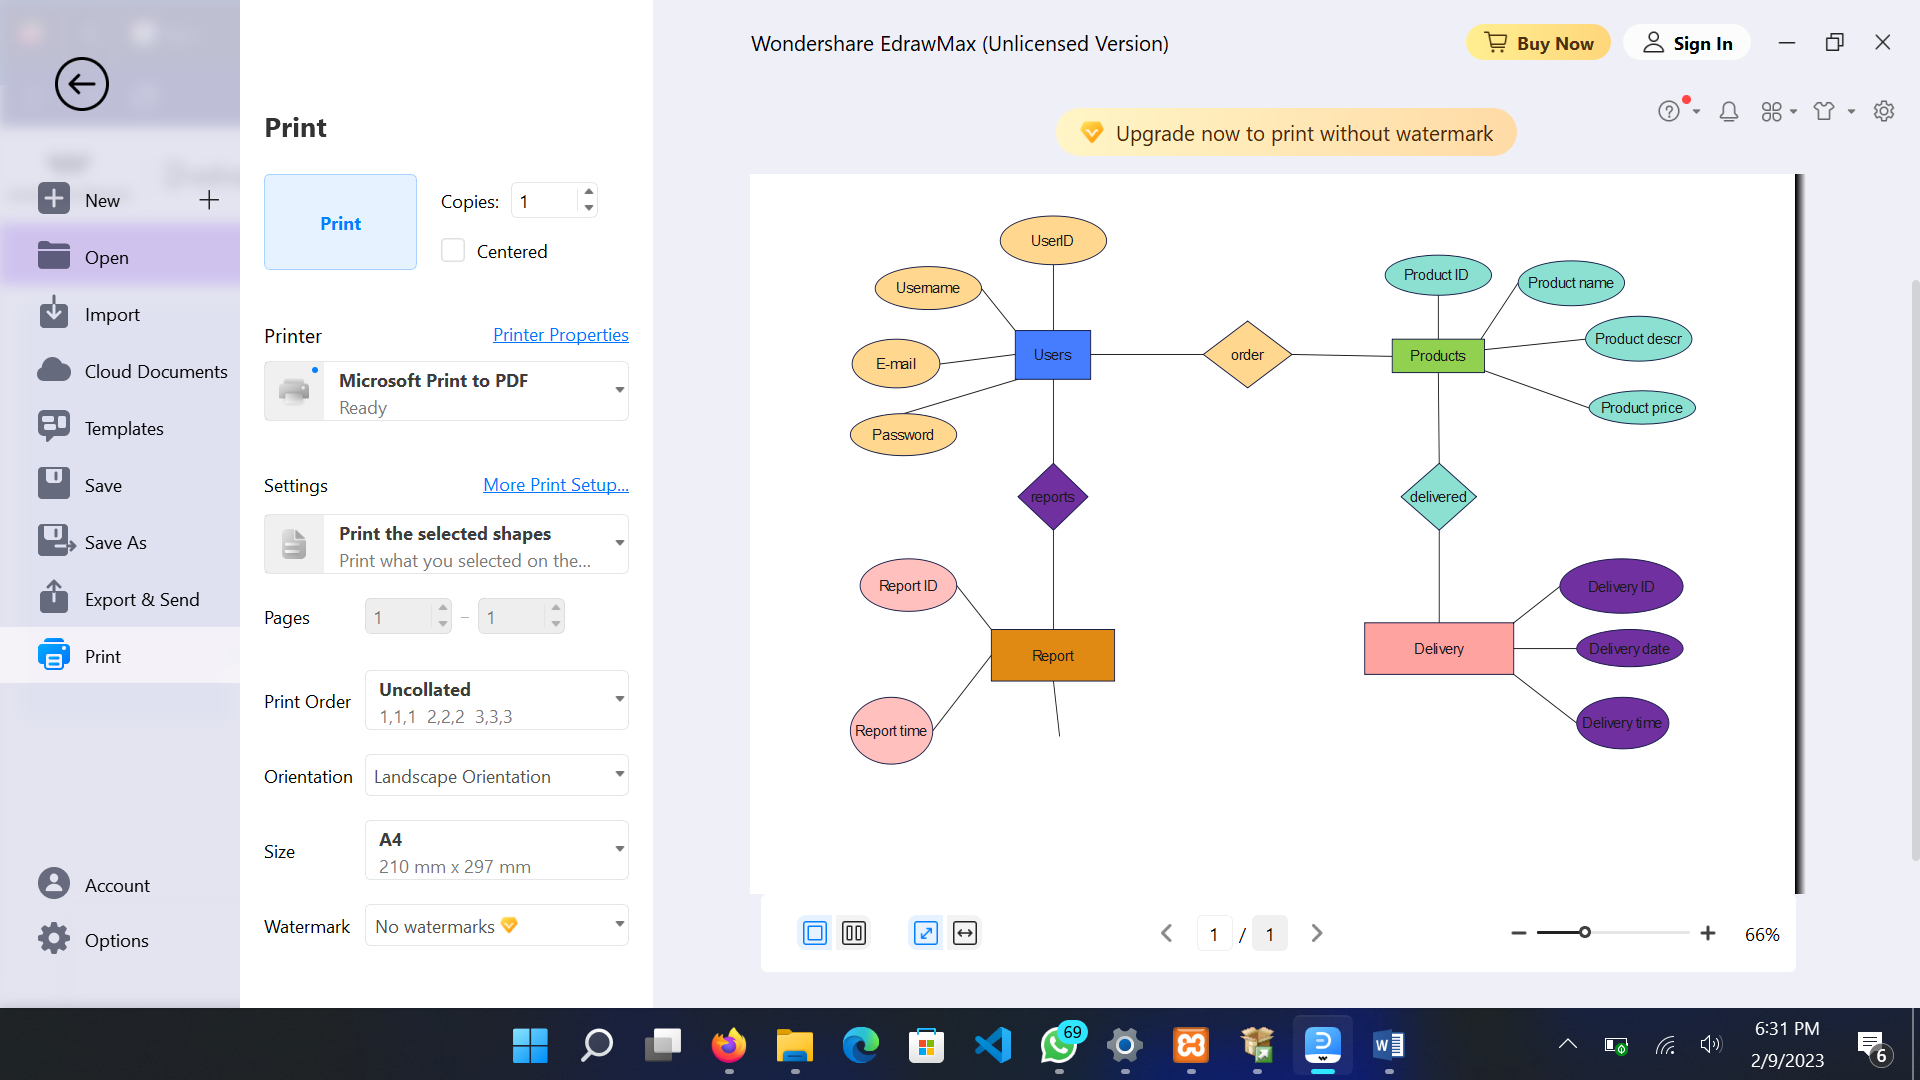 Wondershare EdrawMax (Unlicensed Version)
Buy Now
Sign In
Upgrade now to print without watermark
New
Open
Import
Cloud Documents
Templates
Save
Save As
Export & Send
Print
Account
Options
Print
Print
Copies: 1
Centered
Printer
Printer Properties
Microsoft Print to PDF
Ready
Settings
More Print Setup...
Print the selected shapes
Print what you selected on the...
Pages 1 – 1
Print Order
Uncollated
1,1,1 2,2,2 3,3,3
Orientation Landscape Orientation
Size
A4
210 mm x 297 mm
Watermark No watermarks
UserID
Username
E-mail
Password
Users
order
Product ID
Product name
Product descr
Product price
Products
reports
delivered
Report ID
Report
Report time
Delivery
Delivery ID
Delivery date
Delivery time
1 / 1
66%
69
6:31 PM
2/9/2023
6